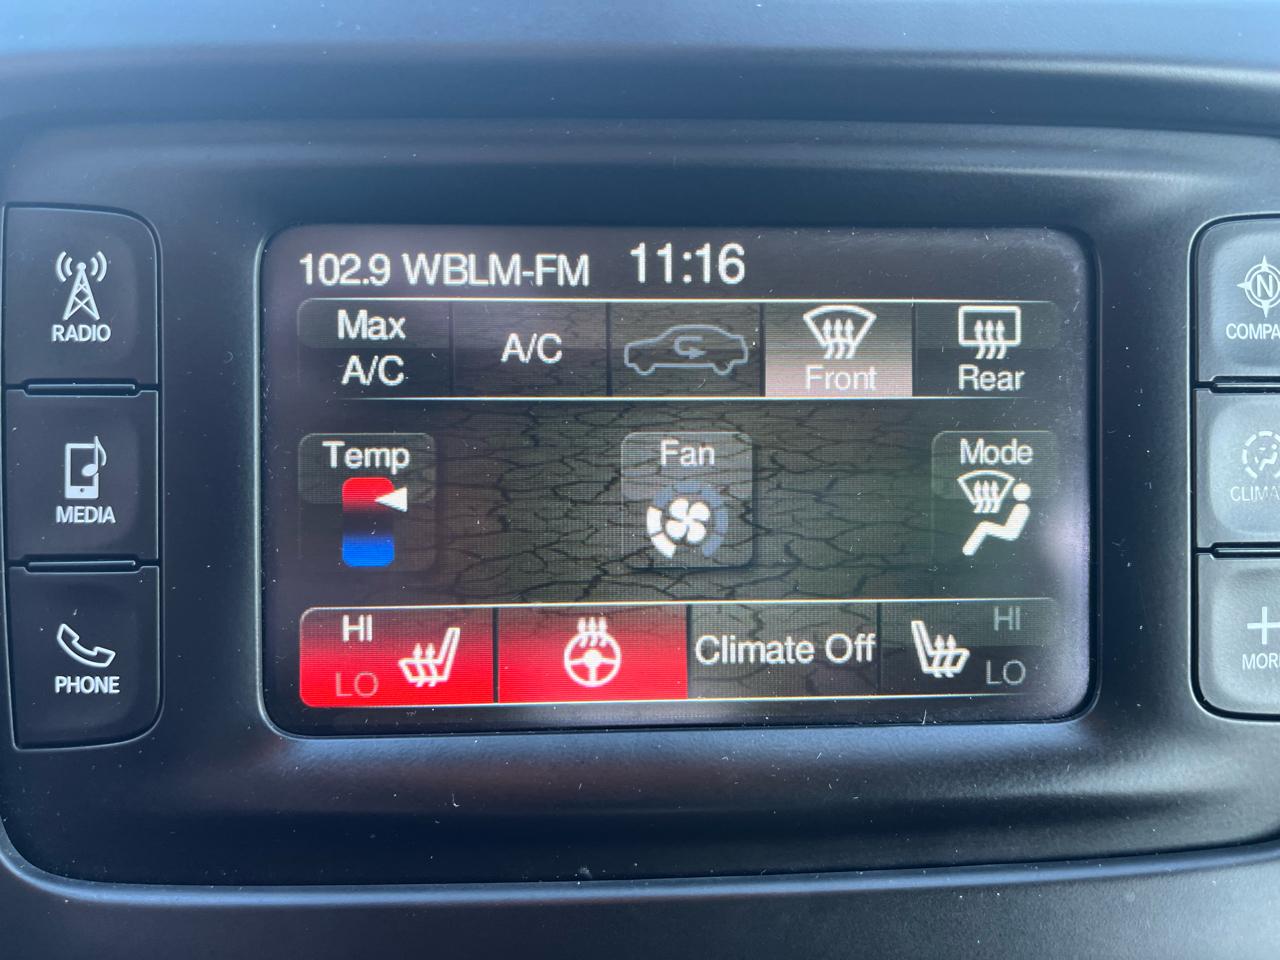 102.9 WBLM-FM 11:16
RADIO
Max
A/C
A/C
Front
Rear
N
COMPA
Temp
Fan
Mode
MEDIA
CLIMA
HI
LO
Climate Off
HI
LO
PHONE
MOR